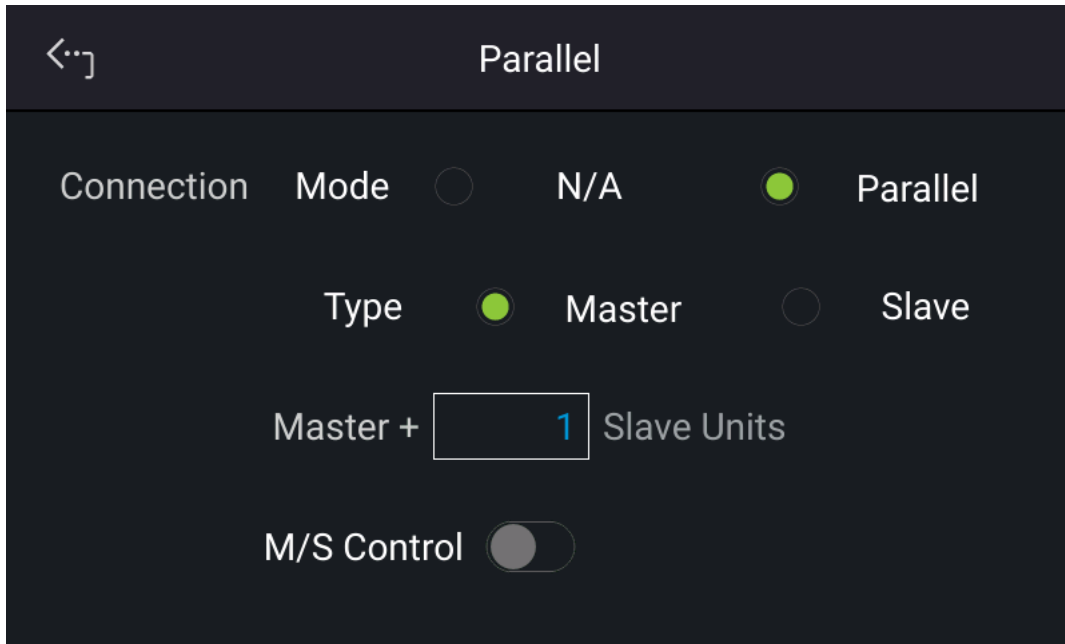 Parallel
Connection Mode N/A Parallel
Type Master Slave
Master + 1 Slave Units
M/S Control